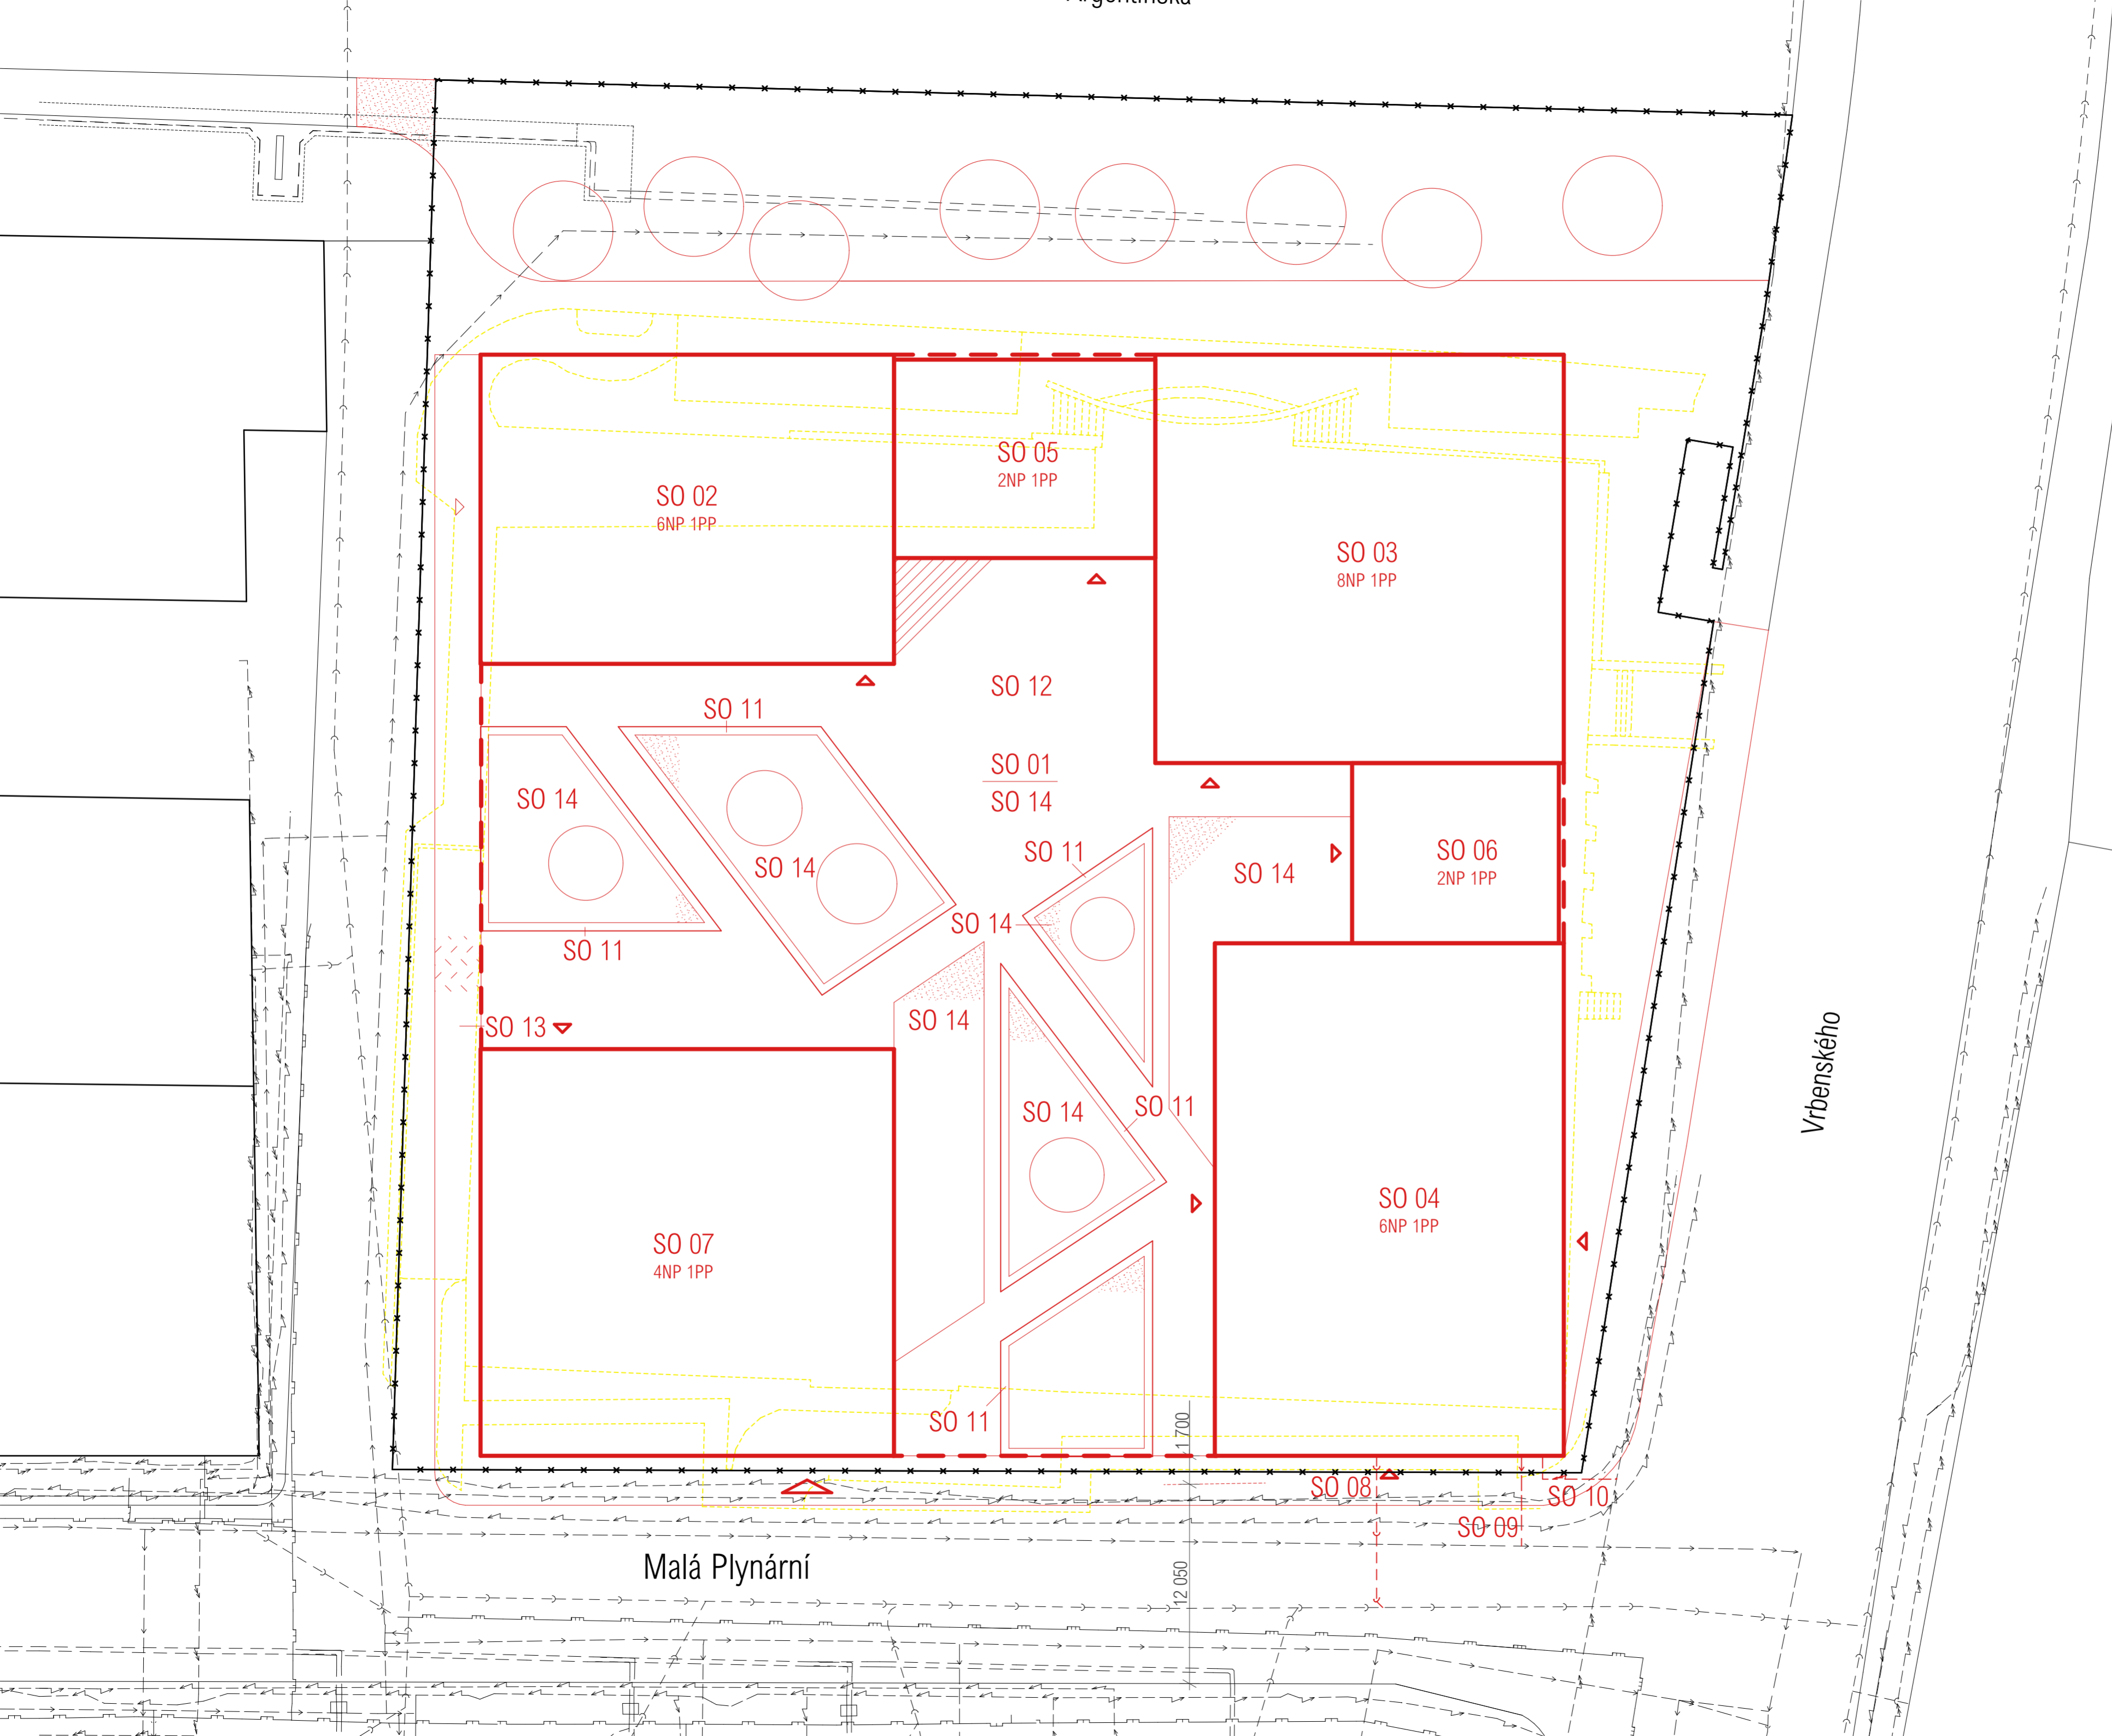 Argentinská
SO 05
2NP 1PP
SO 02
6NP 1PP
SO 03
8NP 1PP
SO 12
SO 11
SO 01
SO 14
SO 14
SO 14
SO 11
SO 14
SO 06
2NP 1PP
SO 14
SO 11
SO 13
SO 14
SO 14
SO 11
SO 04
6NP 1PP
SO 07
4NP 1PP
SO 11
1 700
SO 08
SO 10
SO 09
Malá Plynární
12 050
Vrbenského